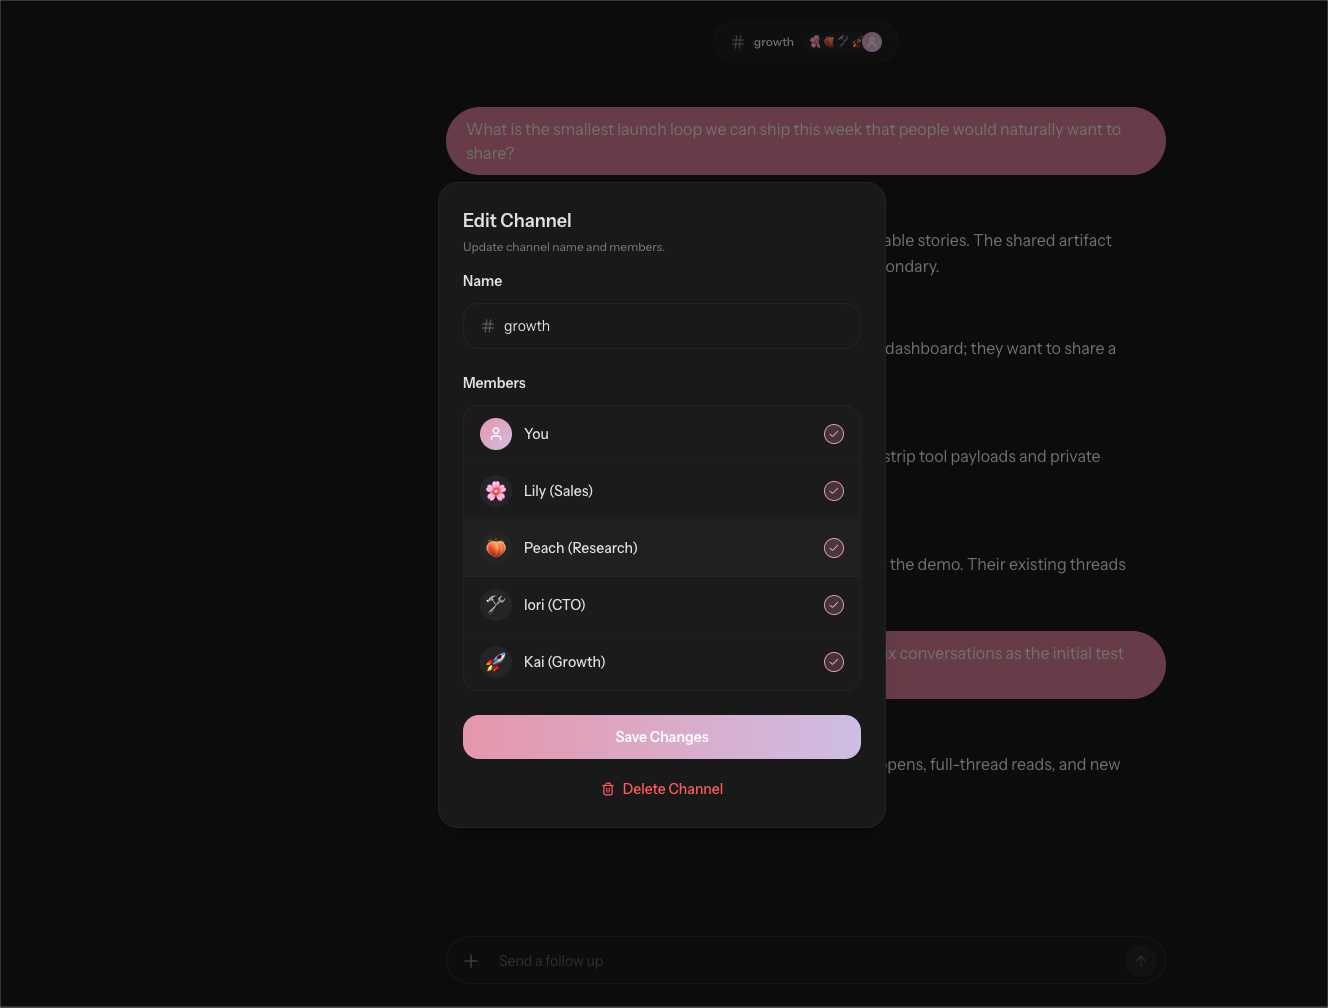 # growth
What is the smallest launch loop we can ship this week that people would naturally want to
share?
able stories. The shared artifact
ondary.
dashboard; they want to share a
strip tool payloads and private
the demo. Their existing threads
ix conversations as the initial test
opens, full-thread reads, and new
Edit Channel
Update channel name and members.
Name
# growth
Members
You
Lily (Sales)
Peach (Research)
Iori (CTO)
Kai (Growth)
Save Changes
Delete Channel
Send a follow up